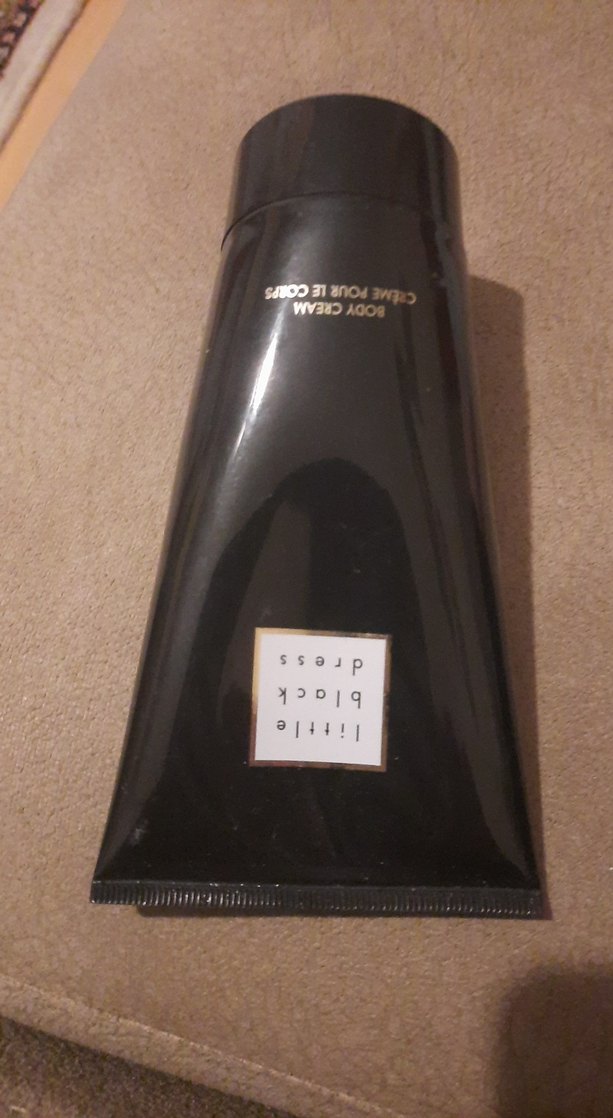 little
black
dress
BODY CREAM
CRÈME POUR LE CORPS